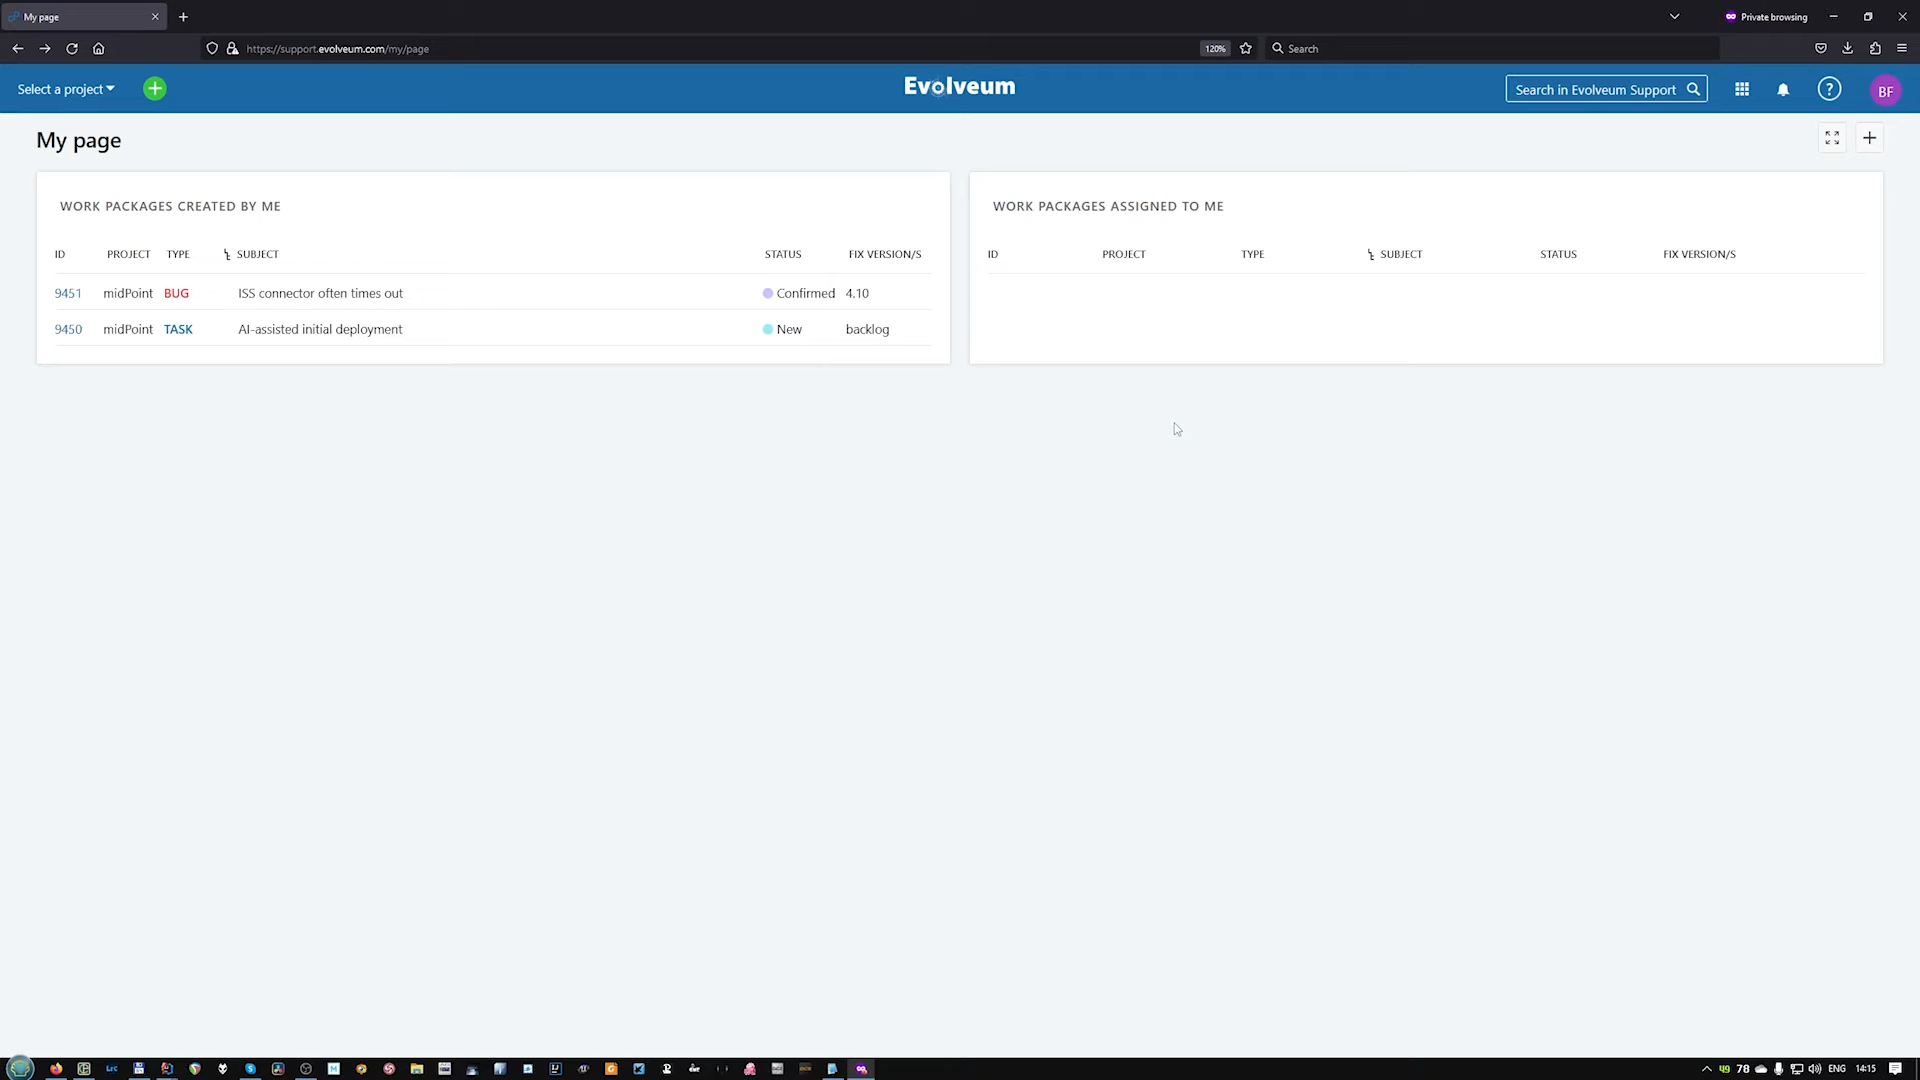 My page
Private browsing
https://support.evolveum.com/my/page
120%
Search
Select a project
Evolveum
Search in Evolveum Support
BF
My page
WORK PACKAGES CREATED BY ME
ID PROJECT TYPE SUBJECT STATUS FIX VERSION/S
9451 midPoint BUG ISS connector often times out Confirmed 4.10
9450 midPoint TASK AI-assisted initial deployment New backlog
WORK PACKAGES ASSIGNED TO ME
ID PROJECT TYPE SUBJECT STATUS FIX VERSION/S
Lrc
49 78 ENG 14:15